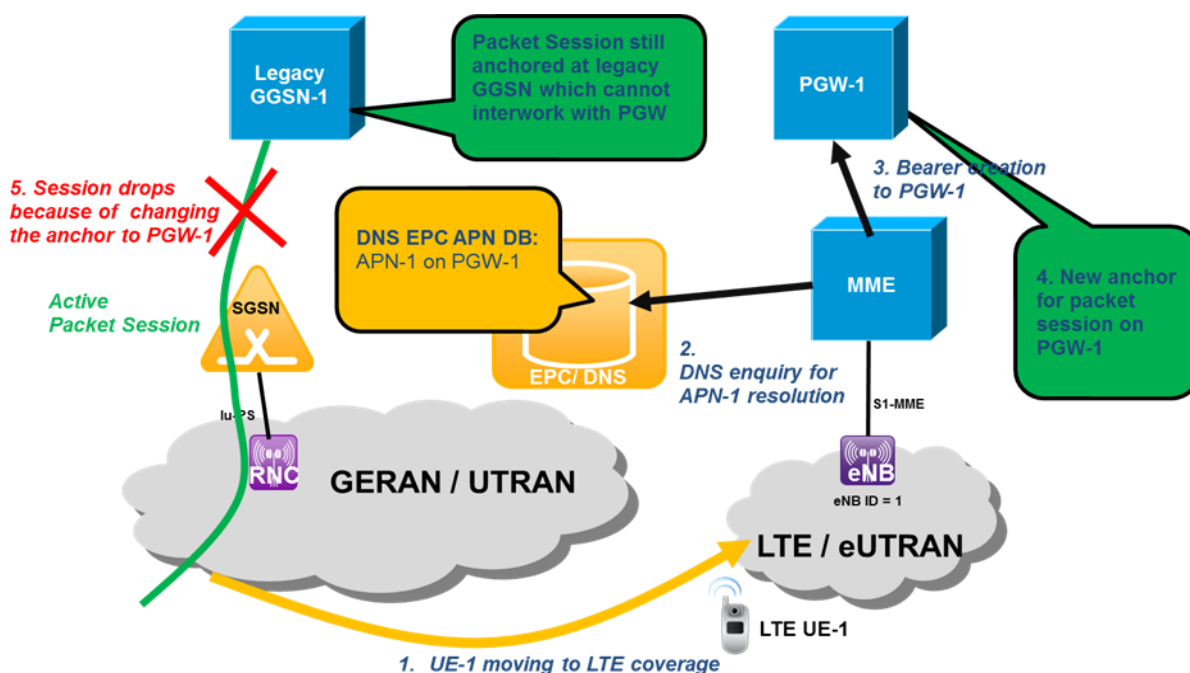 Legacy
GGSN-1
Packet Session still
anchored at legacy
GGSN which cannot
interwork with PGW
PGW-1
3. Bearer creation
to PGW-1
5. Session drops
because of changing
the anchor to PGW-1
DNS EPC APN DB:
APN-1 on PGW-1
MME
4. New anchor
for packet
session on
PGW-1
Active
Packet Session
SGSN
EPC/ DNS
2.
DNS enquiry for
APN-1 resolution
S1-MME
Iu-PS
RNC
GERAN / UTRAN
eNB
eNB ID = 1
LTE / eUTRAN
LTE UE-1
1. UE-1 moving to LTE coverage